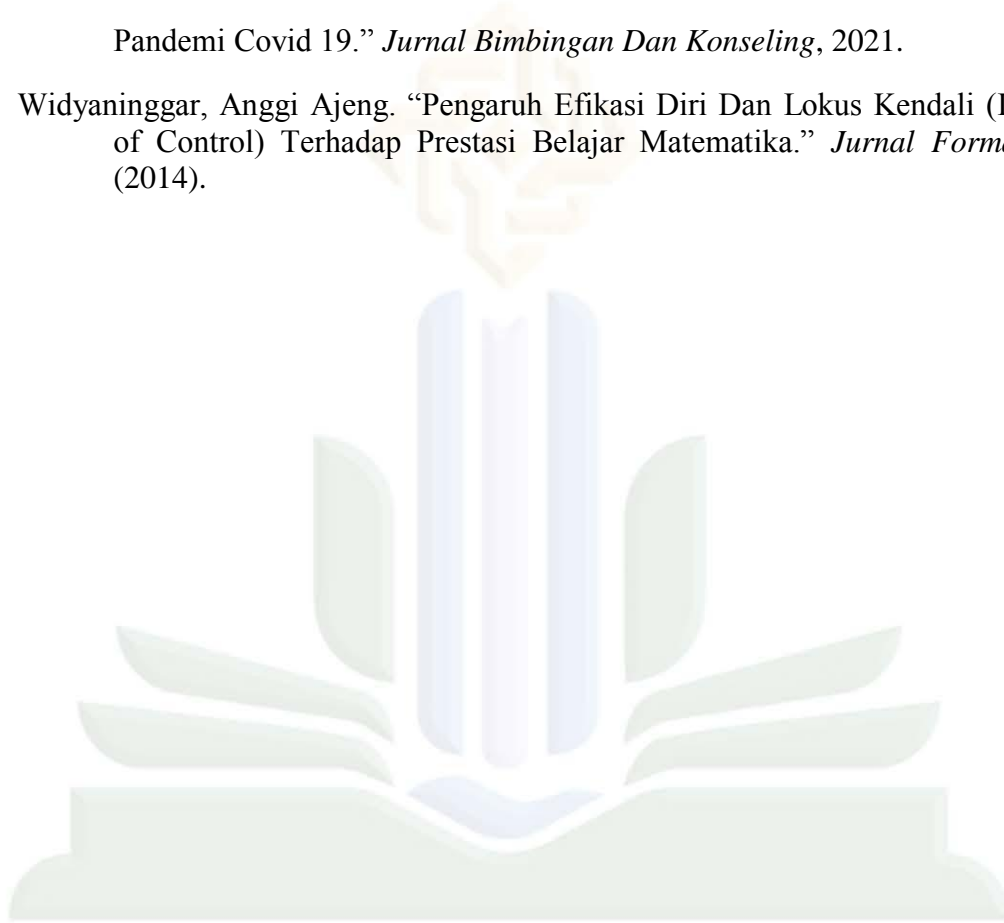 Pandemi Covid 19.” Jurnal Bimbingan Dan Konseling, 2021.
Widyaninggar, Anggi Ajeng. “Pengaruh Efikasi Diri Dan Lokus Kendali (
of Control) Terhadap Prestasi Belajar Matematika.” Jurnal
(2014).